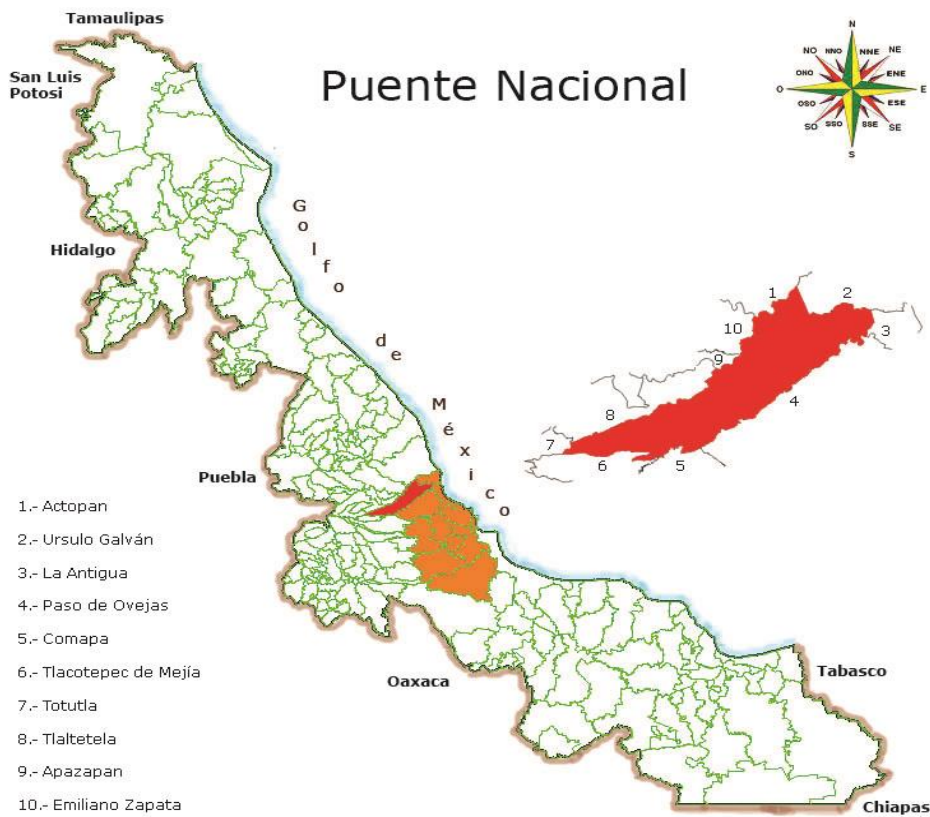 Tamaulipas
San Luis
Potosi
Puente Nacional
N
NNO
NNE
NO
NE
ONO
ENE
O
E
OSO
ESE
SO
SSO
SSE
SE
S
Hidalgo
Golfo
de
México
1
2
3
10
9
4
8
7
6
5
Puebla
1.- Actopan
2.- Ursulo Galván
3.- La Antigua
4.- Paso de Ovejas
5.- Comapa
6.- Tlacotepec de Mejía
7.- Totutla
8.- Tlaltetela
9.- Apazapan
10.- Emiliano Zapata
Oaxaca
Tabasco
Chiapas